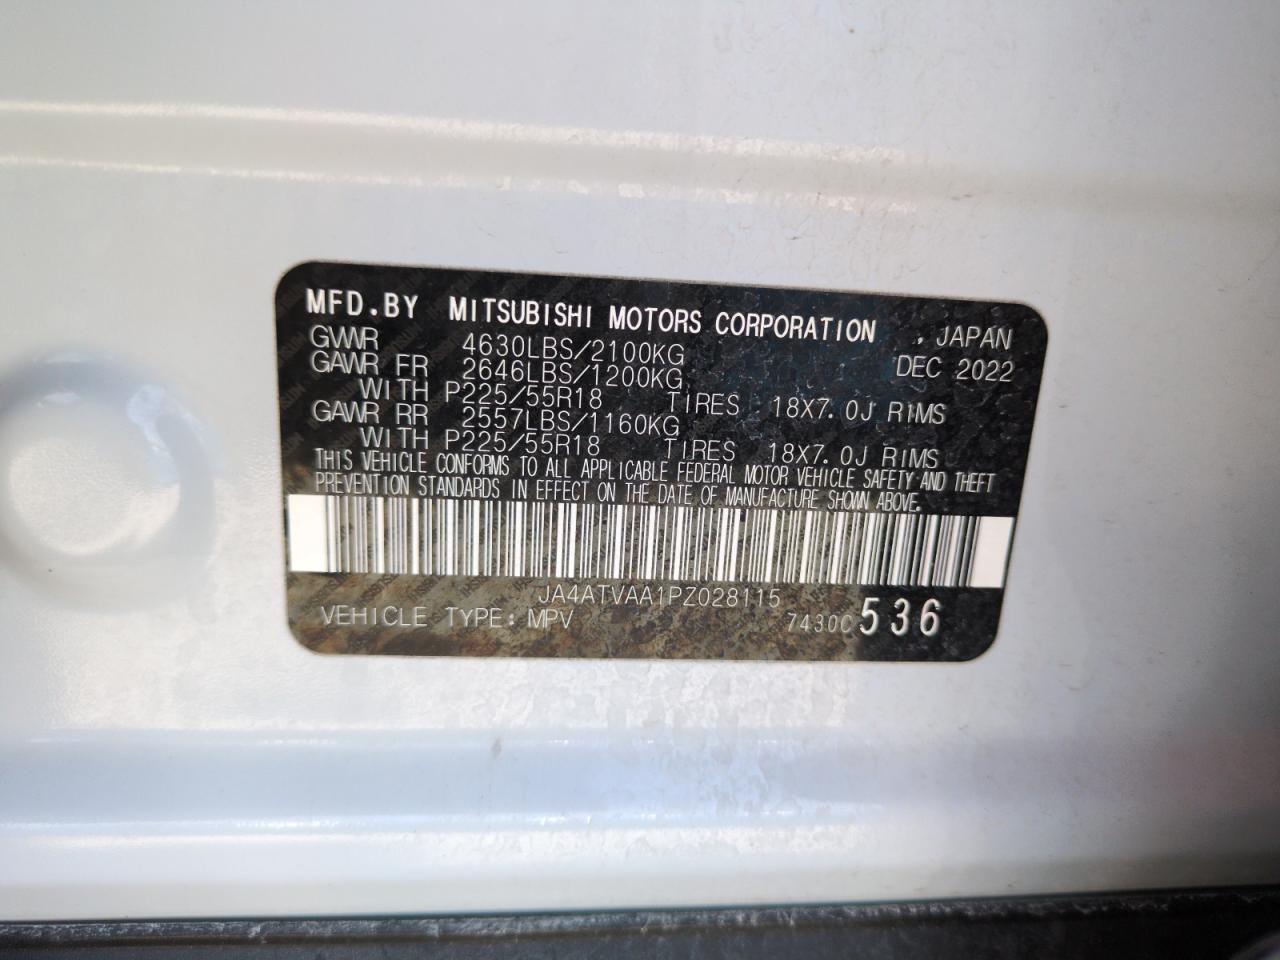 MFD.BY MITSUBISHI MOTORS CORPORATION , JAPAN
GVWR 4630LBS/2100KG DEC 2022
GAWR FR 2646LBS/1200KG
WITH P225/55R18 TIRES 18X7.0J RIMS
GAWR RR 2557LBS/1160KG
WITH P225/55R18 TIRES 18X7.0J RIMS
THIS VEHICLE CONFORMS TO ALL APPLICABLE FEDERAL MOTOR VEHICLE SAFETY AND THEFT
PREVENTION STANDARDS IN EFFECT ON THE DATE OF MANUFACTURE SHOWN ABOVE.
JA4ATVAA1PZ028115
VEHICLE TYPE: MPV 7430C 536